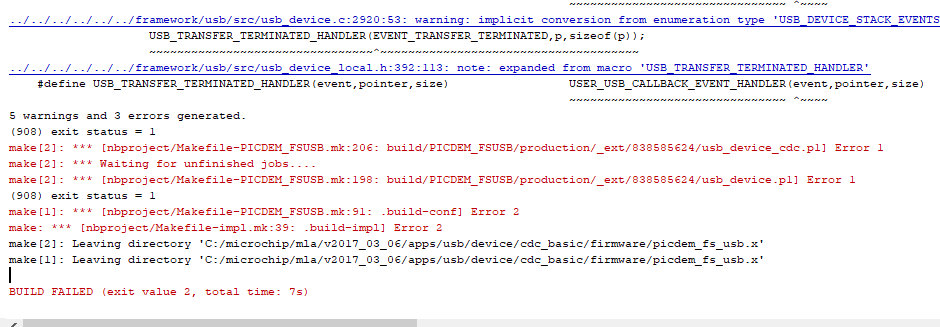 ~~~~~~~~~~~~~~~~~~~~~~~~~~~~~~~~~ ^~~~~
../../../../../../framework/usb/src/usb_device.c:2920:53: warning: implicit conversion from enumeration type 'USB_DEVICE_STACK_EVENTS
USB_TRANSFER_TERMINATED_HANDLER(EVENT_TRANSFER_TERMINATED,p,sizeof(p));
~~~~~~~~~~~~~~~~~~~~~~~~~~~~~~~~^~~~~~~~~~~~~~~~~~~~~~~~~~~~~~~~~~~~~~~
../../../../../../framework/usb/src/usb_device_local.h:392:113: note: expanded from macro 'USB_TRANSFER_TERMINATED_HANDLER'
#define USB_TRANSFER_TERMINATED_HANDLER(event,pointer,size) USER_USB_CALLBACK_EVENT_HANDLER(event,pointer,size)
~~~~~~~~~~~~~~~~~~~~~~~~~~~~~~~~ ^~~~~
5 warnings and 3 errors generated.
(908) exit status = 1
make[2]: *** [nbproject/Makefile-PICDEM_FSUSB.mk:206: build/PICDEM_FSUSB/production/_ext/838585624/usb_device_cdc.p1] Error 1
make[2]: *** Waiting for unfinished jobs....
make[2]: *** [nbproject/Makefile-PICDEM_FSUSB.mk:198: build/PICDEM_FSUSB/production/_ext/838585624/usb_device.p1] Error 1
(908) exit status = 1
make[1]: *** [nbproject/Makefile-PICDEM_FSUSB.mk:91: .build-conf] Error 2
make: *** [nbproject/Makefile-impl.mk:39: .build-impl] Error 2
make[2]: Leaving directory 'C:/microchip/mla/v2017_03_06/apps/usb/device/cdc_basic/firmware/picdem_fs_usb.x'
make[1]: Leaving directory 'C:/microchip/mla/v2017_03_06/apps/usb/device/cdc_basic/firmware/picdem_fs_usb.x'
BUILD FAILED (exit value 2, total time: 7s)